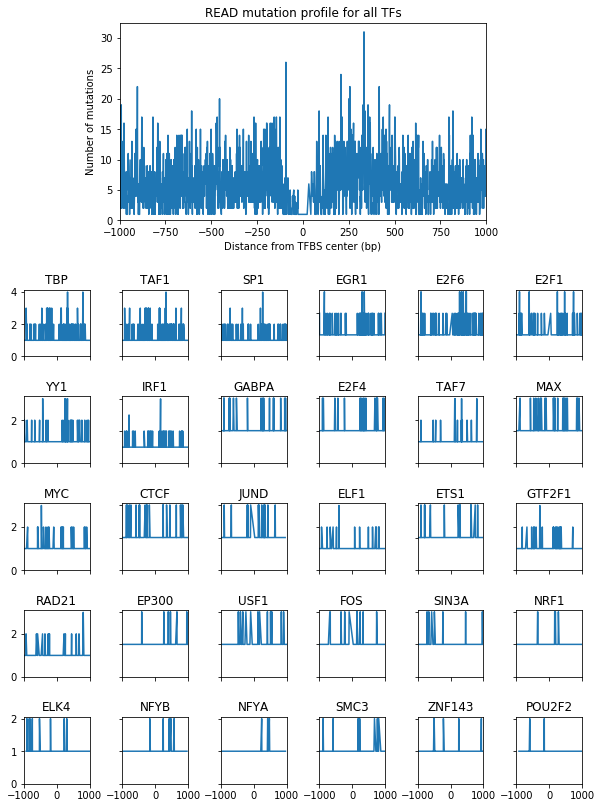 READ mutation profile for all TFs
Number of mutations
30
25
20
15
10
5
0
−1000 −750 −500 −250 0 250 500 750 1000
Distance from TFBS center (bp)
TBP TAF1 SP1 EGR1 E2F6 E2F1
4
2
0
YY1 IRF1 GABPA E2F4 TAF7 MAX
2
0
MYC CTCF JUND ELF1 ETS1 GTF2F1
2
0
RAD21 EP300 USF1 FOS SIN3A NRF1
2
0
ELK4 NFYB NFYA SMC3 ZNF143 POU2F2
2
1
0
−1000 0 1000 −1000 0 1000 −1000 0 1000 −1000 0 1000 −1000 0 1000 −1000 0 1000